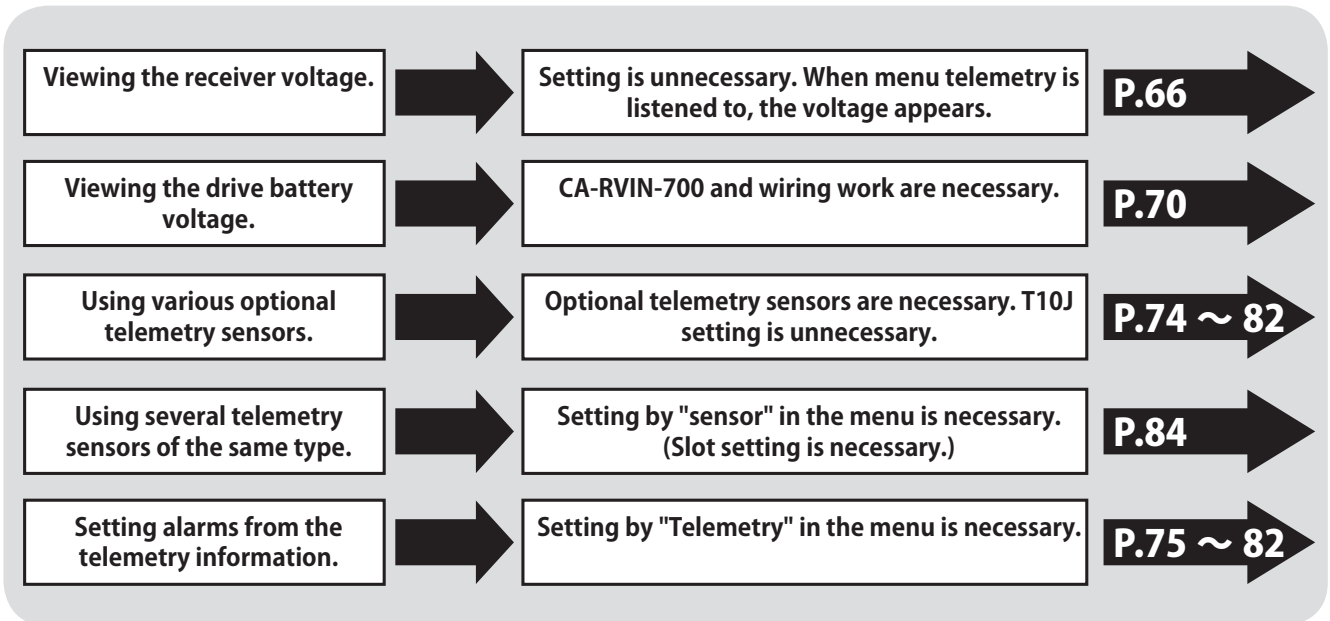 Viewing the receiver voltage.
Setting is unnecessary. When menu telemetry is
listened to, the voltage appears.
P.66
Viewing the drive battery
voltage.
CA-RVIN-700 and wiring work are necessary.
P.70
Using various optional
telemetry sensors.
Optional telemetry sensors are necessary. T10J
setting is unnecessary.
P.74 ~ 82
Using several telemetry
sensors of the same type.
Setting by "sensor" in the menu is necessary.
(Slot setting is necessary.)
P.84
Setting alarms from the
telemetry information.
Setting by "Telemetry" in the menu is necessary.
P.75 ~ 82